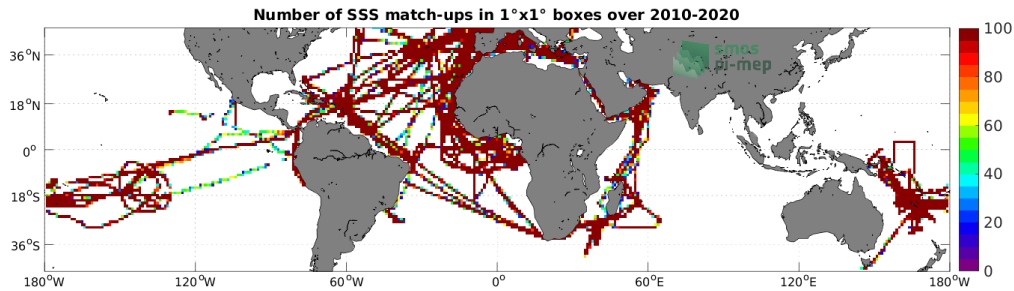 Number of SSS match-ups in 1°x1° boxes over 2010-2020
36°N
18°N
0°
18°S
36°S
180°W
120°W
60°W
0°
60°E
120°E
180°W
100
80
60
40
20
0
smos
pi-mep